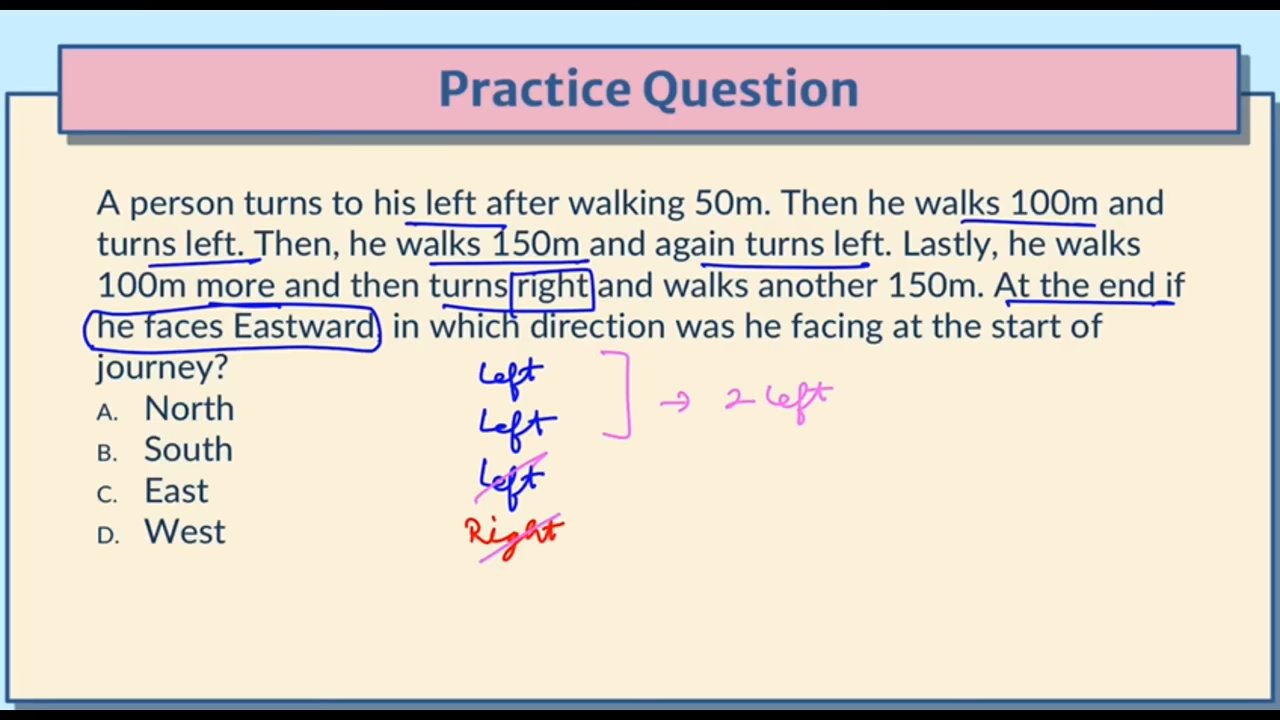 Practice Question
A person turns to his left after walking 50m. Then he walks 100m and
turns left. Then, he walks 150m and again turns left. Lastly, he walks
100m more and then turns right and walks another 150m. At the end if
he faces Eastward, in which direction was he facing at the start of
journey?
A. North
B. South
C. East
D. West
Left
Left
Left
Right
→ 2 Left